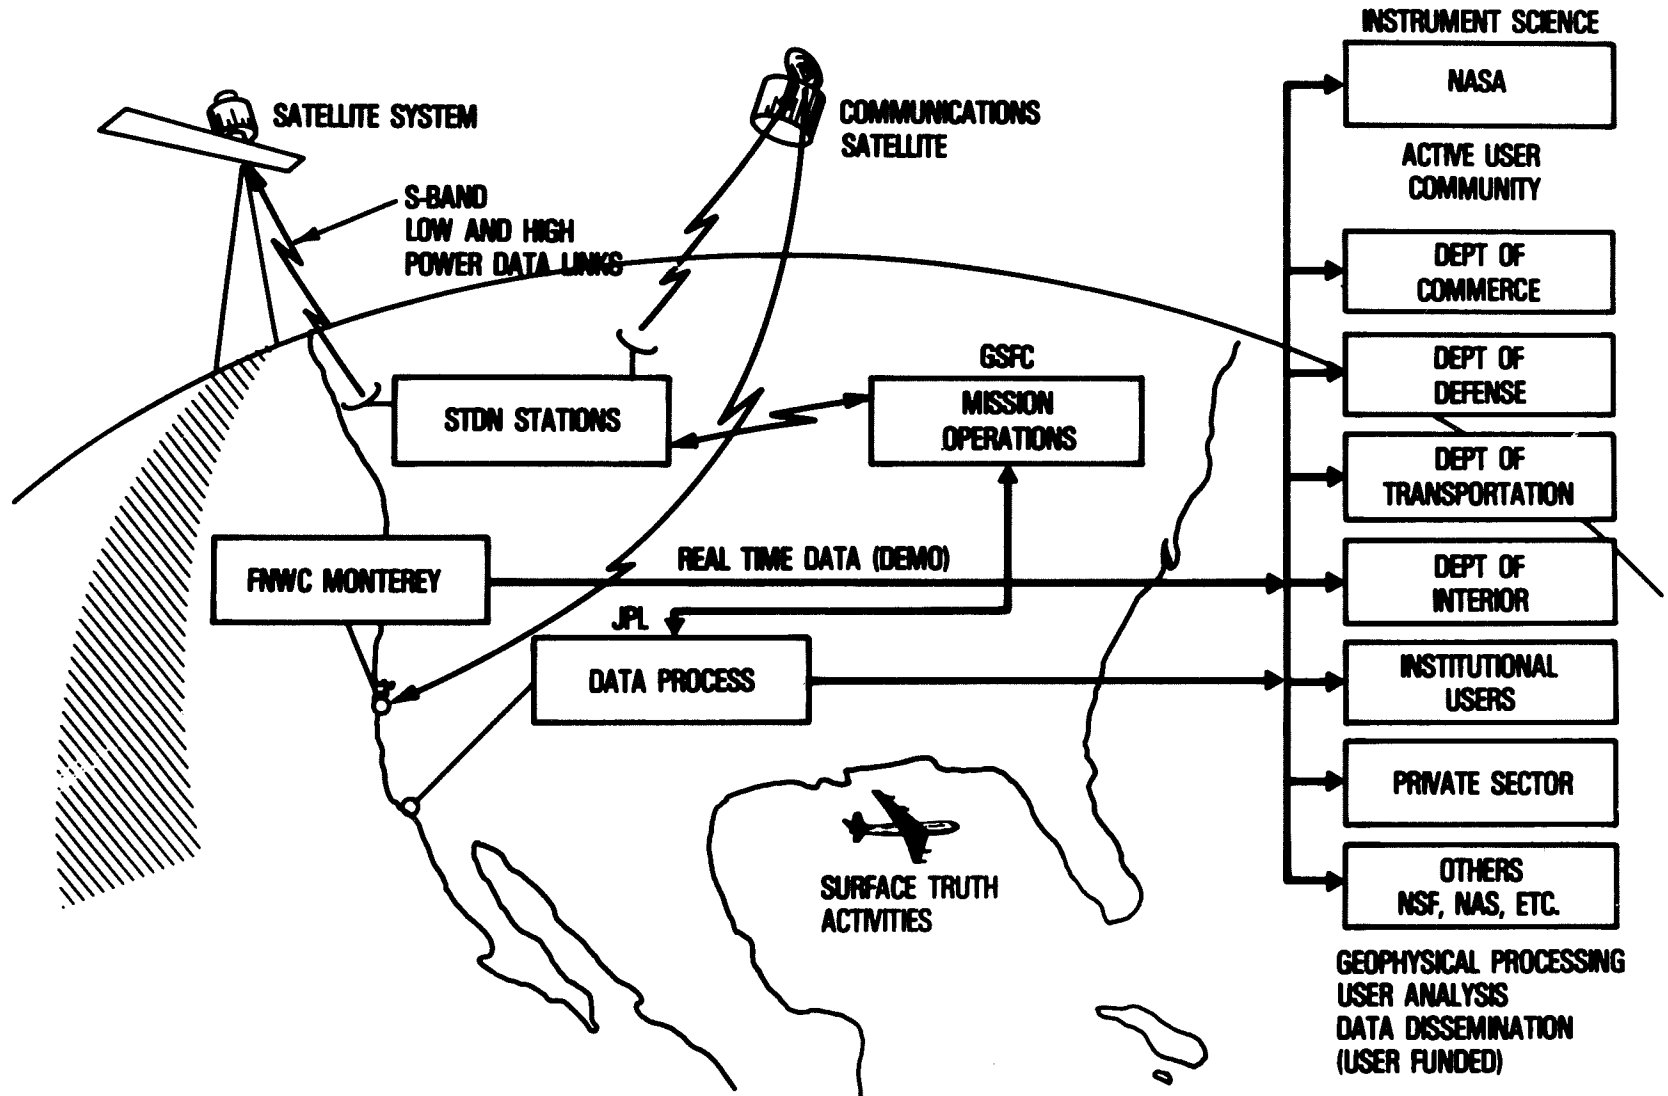 INSTRUMENT SCIENCE
NASA
SATELLITE SYSTEM
COMMUNICATIONS
SATELLITE
ACTIVE USER
COMMUNITY
S-BAND
LOW AND HIGH
POWER DATA LINKS
DEPT OF
COMMERCE
GSFC
MISSION
OPERATIONS
STDN STATIONS
DEPT OF
DEFENSE
DEPT OF
TRANSPORTATION
FNWC MONTEREY
REAL TIME DATA (DEMO)
DEPT OF
INTERIOR
JPL
DATA PROCESS
INSTITUTIONAL
USERS
PRIVATE SECTOR
SURFACE TRUTH
ACTIVITIES
OTHERS
NSF, NAS, ETC.
GEOPHYSICAL PROCESSING
USER ANALYSIS
DATA DISSEMINATION
(USER FUNDED)